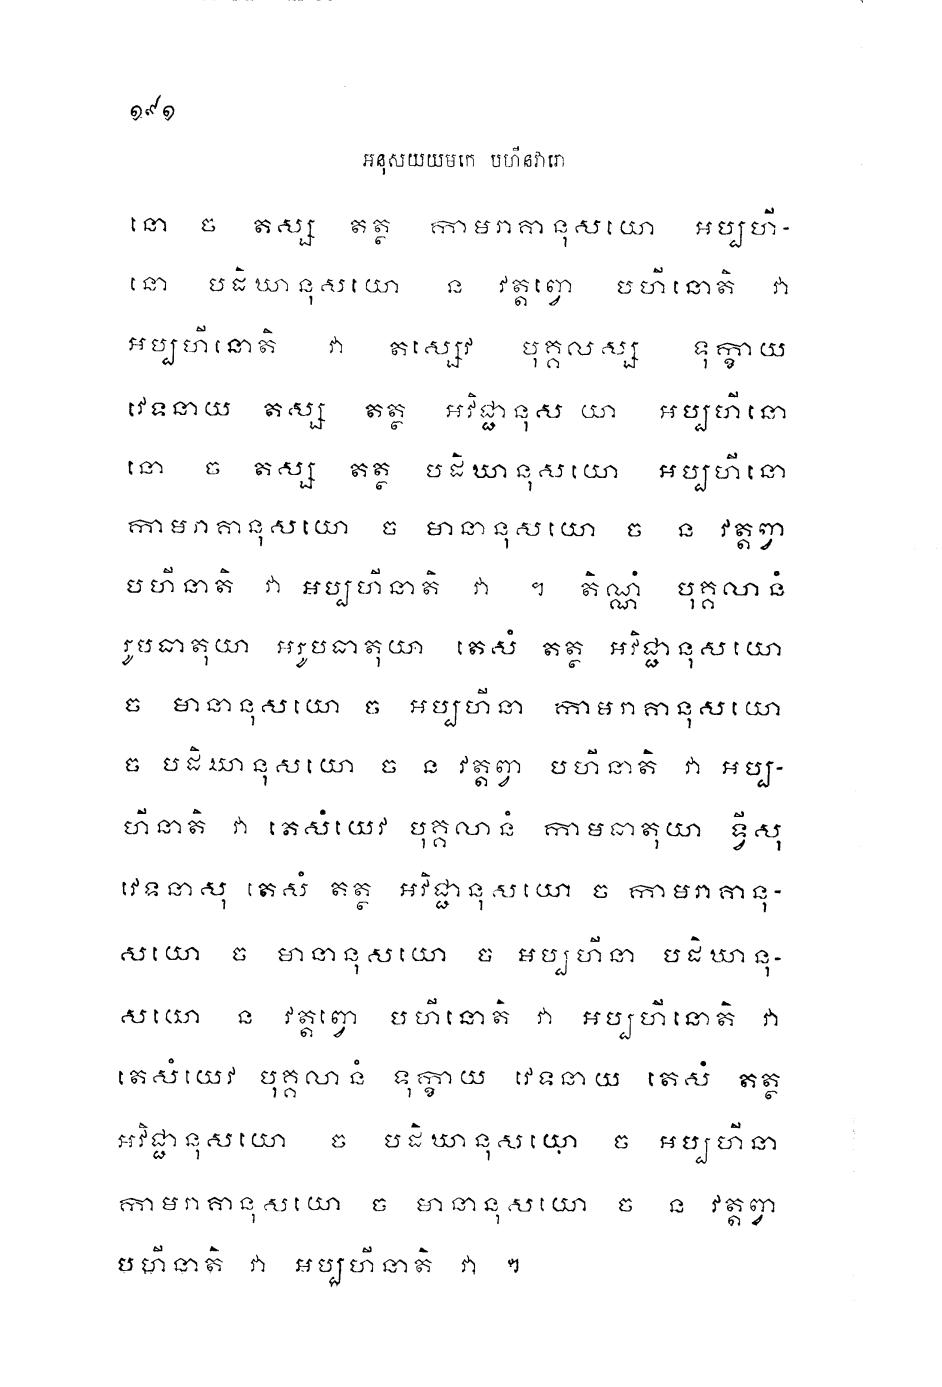 ១៩១
អនុសយយមកេ បហីនវារោ
នោ ច តស្ស តត្ថ កាមរាគានុសយោ អប្បហី-
នោ បដិឃានុសយោ ន វត្តព្វោ បហីនោតិ វា
អប្បហីនោតិ វា តស្សេវ បុគ្គលស្ស ទុក្ខាយ
វេទនាយ តស្ស តត្ថ អវិជ្ជានុស យោ អប្បហីនោ
នោ ច តស្ស តត្ថ បដិឃានុសយោ អប្បហីនោ
កាមរាគានុសយោ ច មានានុសយោ ច ន វត្តព្វា
បហីនាតិ វា អប្បហីនាតិ វា ។ តិណ្ណំ បុគ្គលានំ
រូបធាតុយា អរូបធាតុយា តេសំ តត្ថ អវិជ្ជានុសយោ
ច មានានុសយោ ច អប្បហីនា កាមរាគានុសយោ
ច បដិឃានុសយោ ច ន វត្តព្វា បហីនាតិ វា អប្ប-
ហីនាតិ វា តេសំយេវ បុគ្គលានំ កាមធាតុយា ទ្វីសុ
វេទនាសុ តេសំ តត្ថ អវិជ្ជានុសយោ ច កាមរាគានុ-
សយោ ច មានានុសយោ ច អប្បហីនា បដិឃានុ-
សយោ ន វត្តព្វោ បហីនោតិ វា អប្បហីនោតិ វា
តេសំយេវ បុគ្គលានំ ទុក្ខាយ វេទនាយ តេសំ តត្ថ
អវិជ្ជានុសយោ ច បដិឃានុសយោ ច អប្បហីនា
កាមរាគានុសយោ ច មានានុសយោ ច ន វត្តព្វា
បហីនាតិ វា អប្បហីនាតិ វា ។